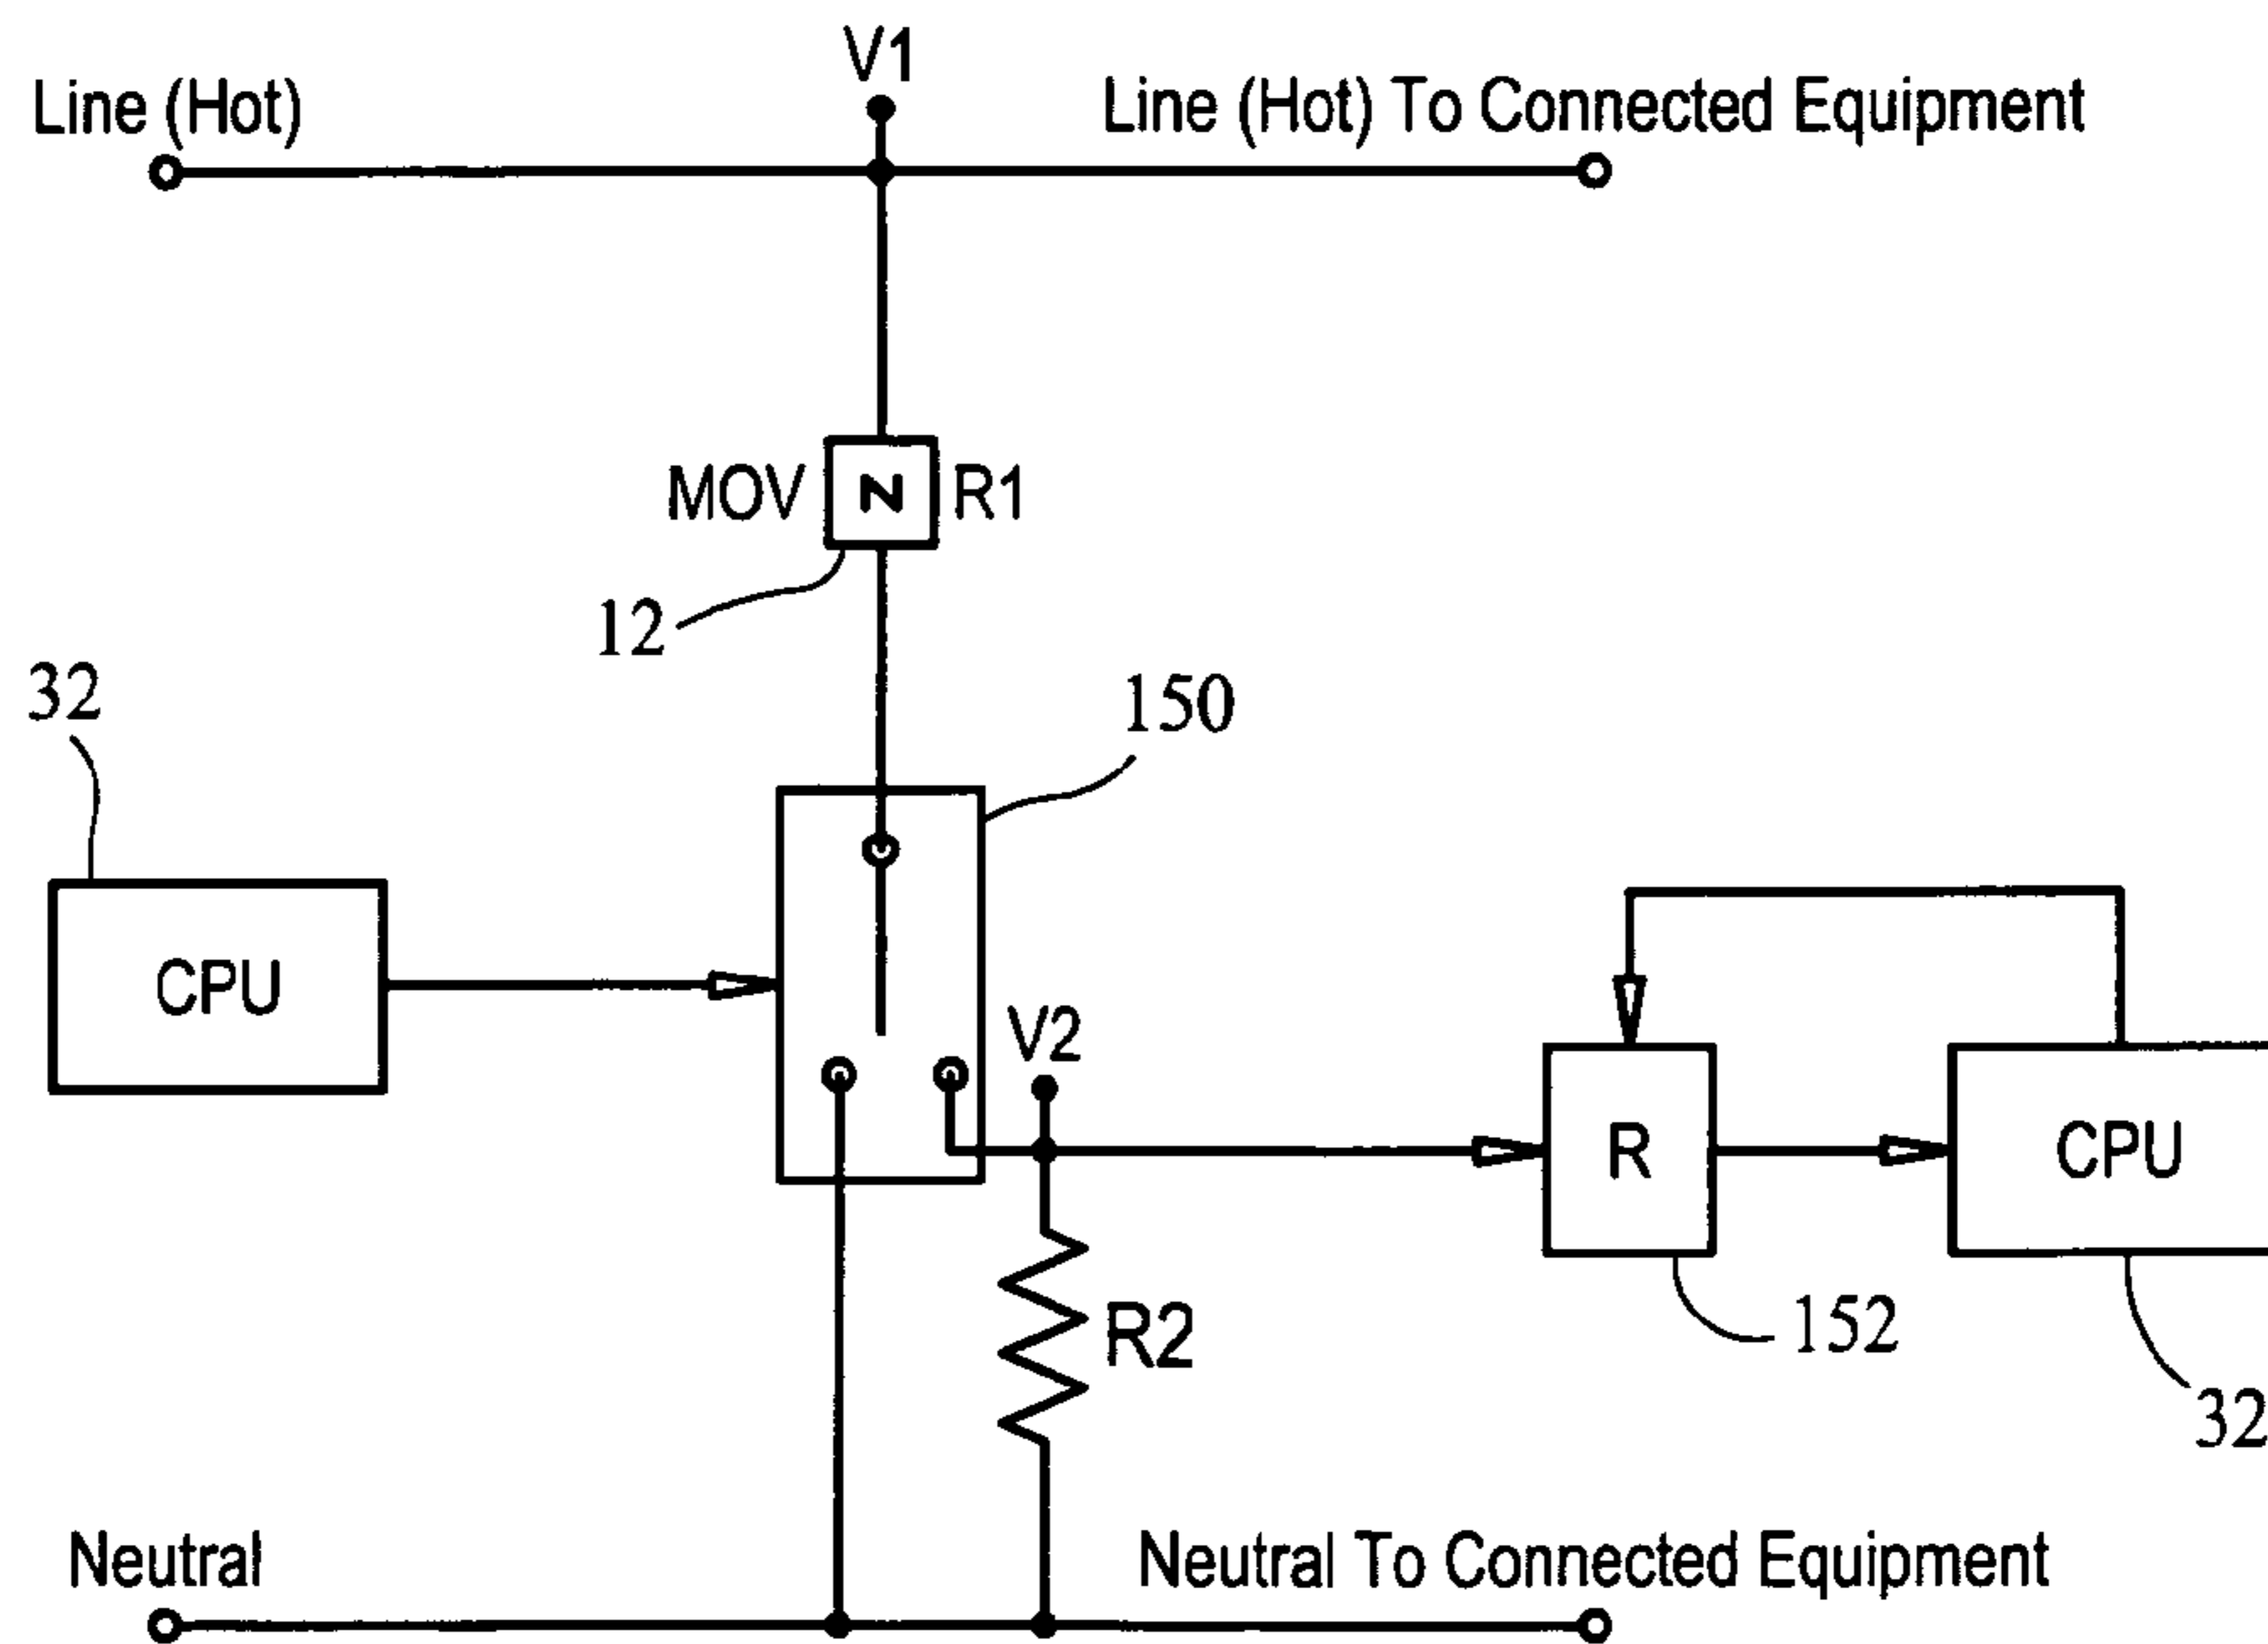 V1
Line (Hot)
Line (Hot) To Connected Equipment
MOV
N
R1
12
32
150
CPU
V2
R
CPU
R2
152
32
Neutral
Neutral To Connected Equipment